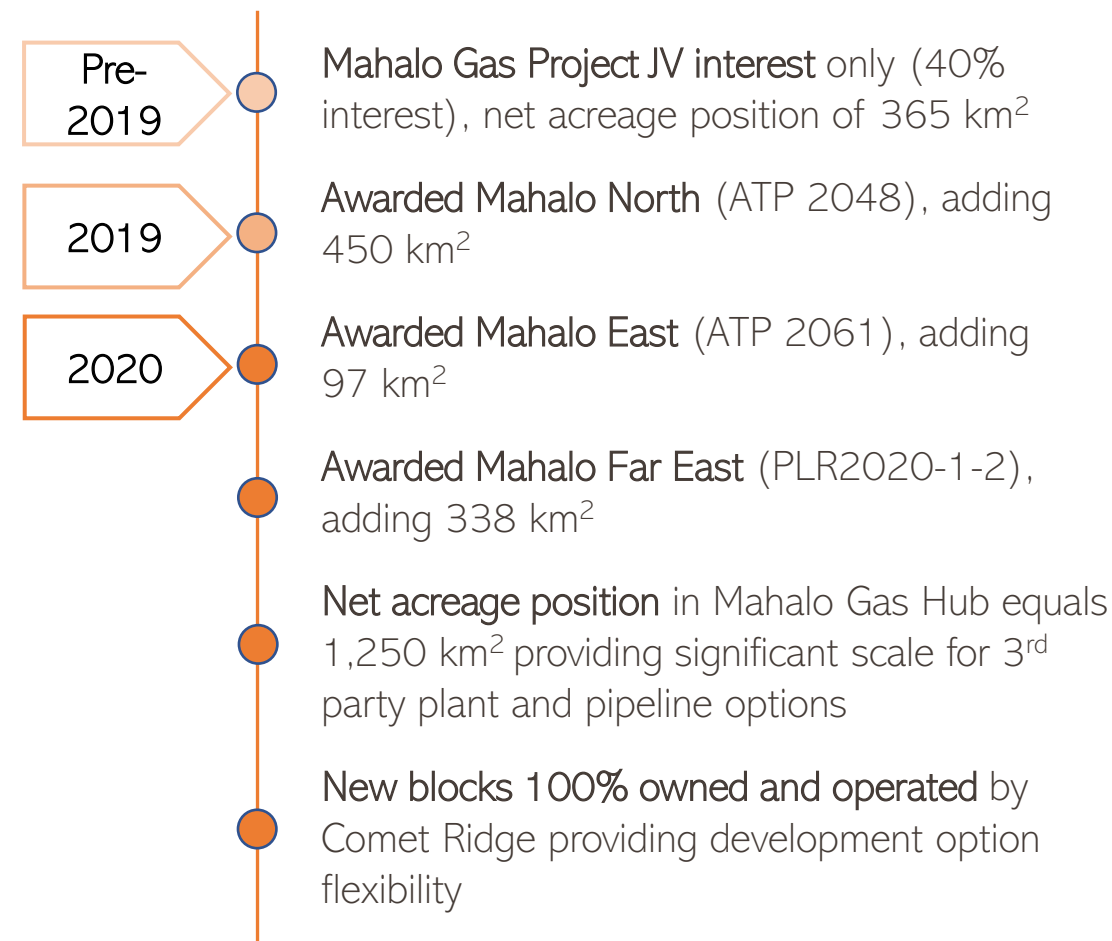 Pre-
2019
Mahalo Gas Project JV interest only (40%
interest), net acreage position of 365 km²
2019
Awarded Mahalo North (ATP 2048), adding
450 km²
2020
Awarded Mahalo East (ATP 2061), adding
97 km²
Awarded Mahalo Far East (PLR2020-1-2),
adding 338 km²
Net acreage position in Mahalo Gas Hub equals
1,250 km² providing significant scale for 3rd
party plant and pipeline options
New blocks 100% owned and operated by
Comet Ridge providing development option
flexibility